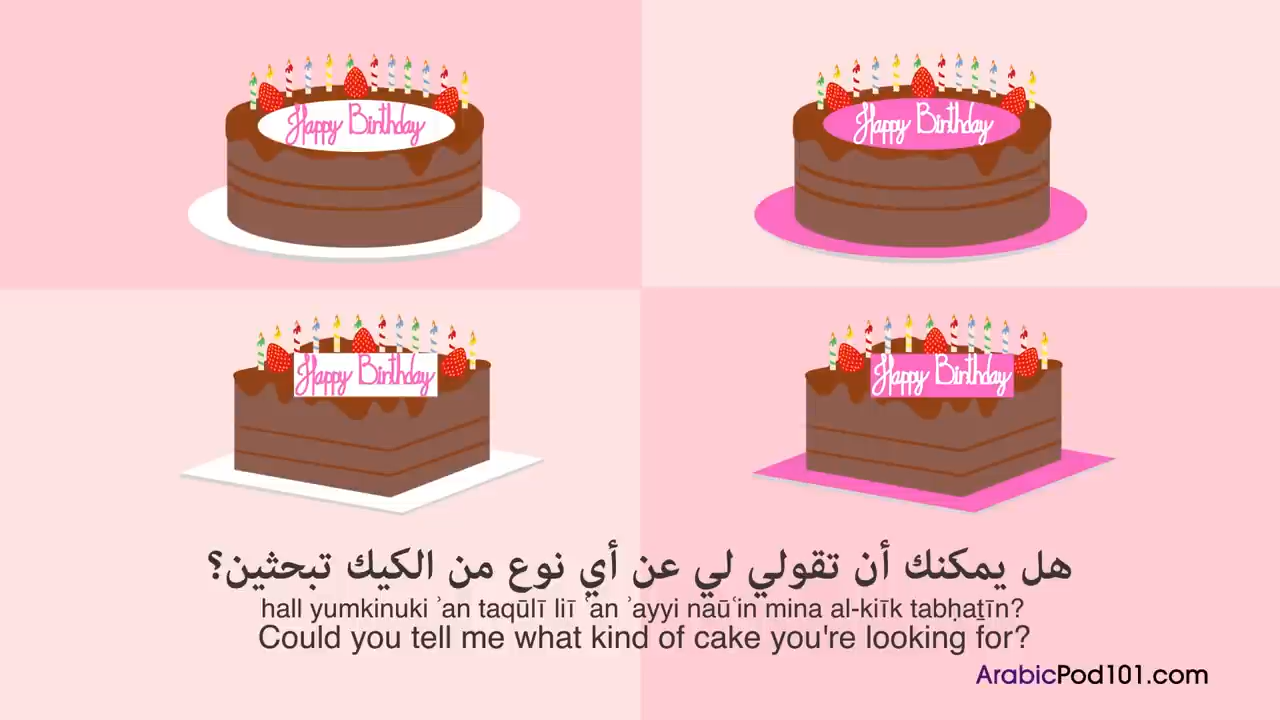 Happy Birthday
Happy Birthday
Happy Birthday
Happy Birthday
هل يمكنك أن تقولي لي عن أي نوع من الكيك تبحثين؟
hall yumkinuki ʾan taqūlī liī ʿan ʾayyi naūʿin mina al-kiīk tabḥaṯīn?
Could you tell me what kind of cake you're looking for?
ArabicPod101.com